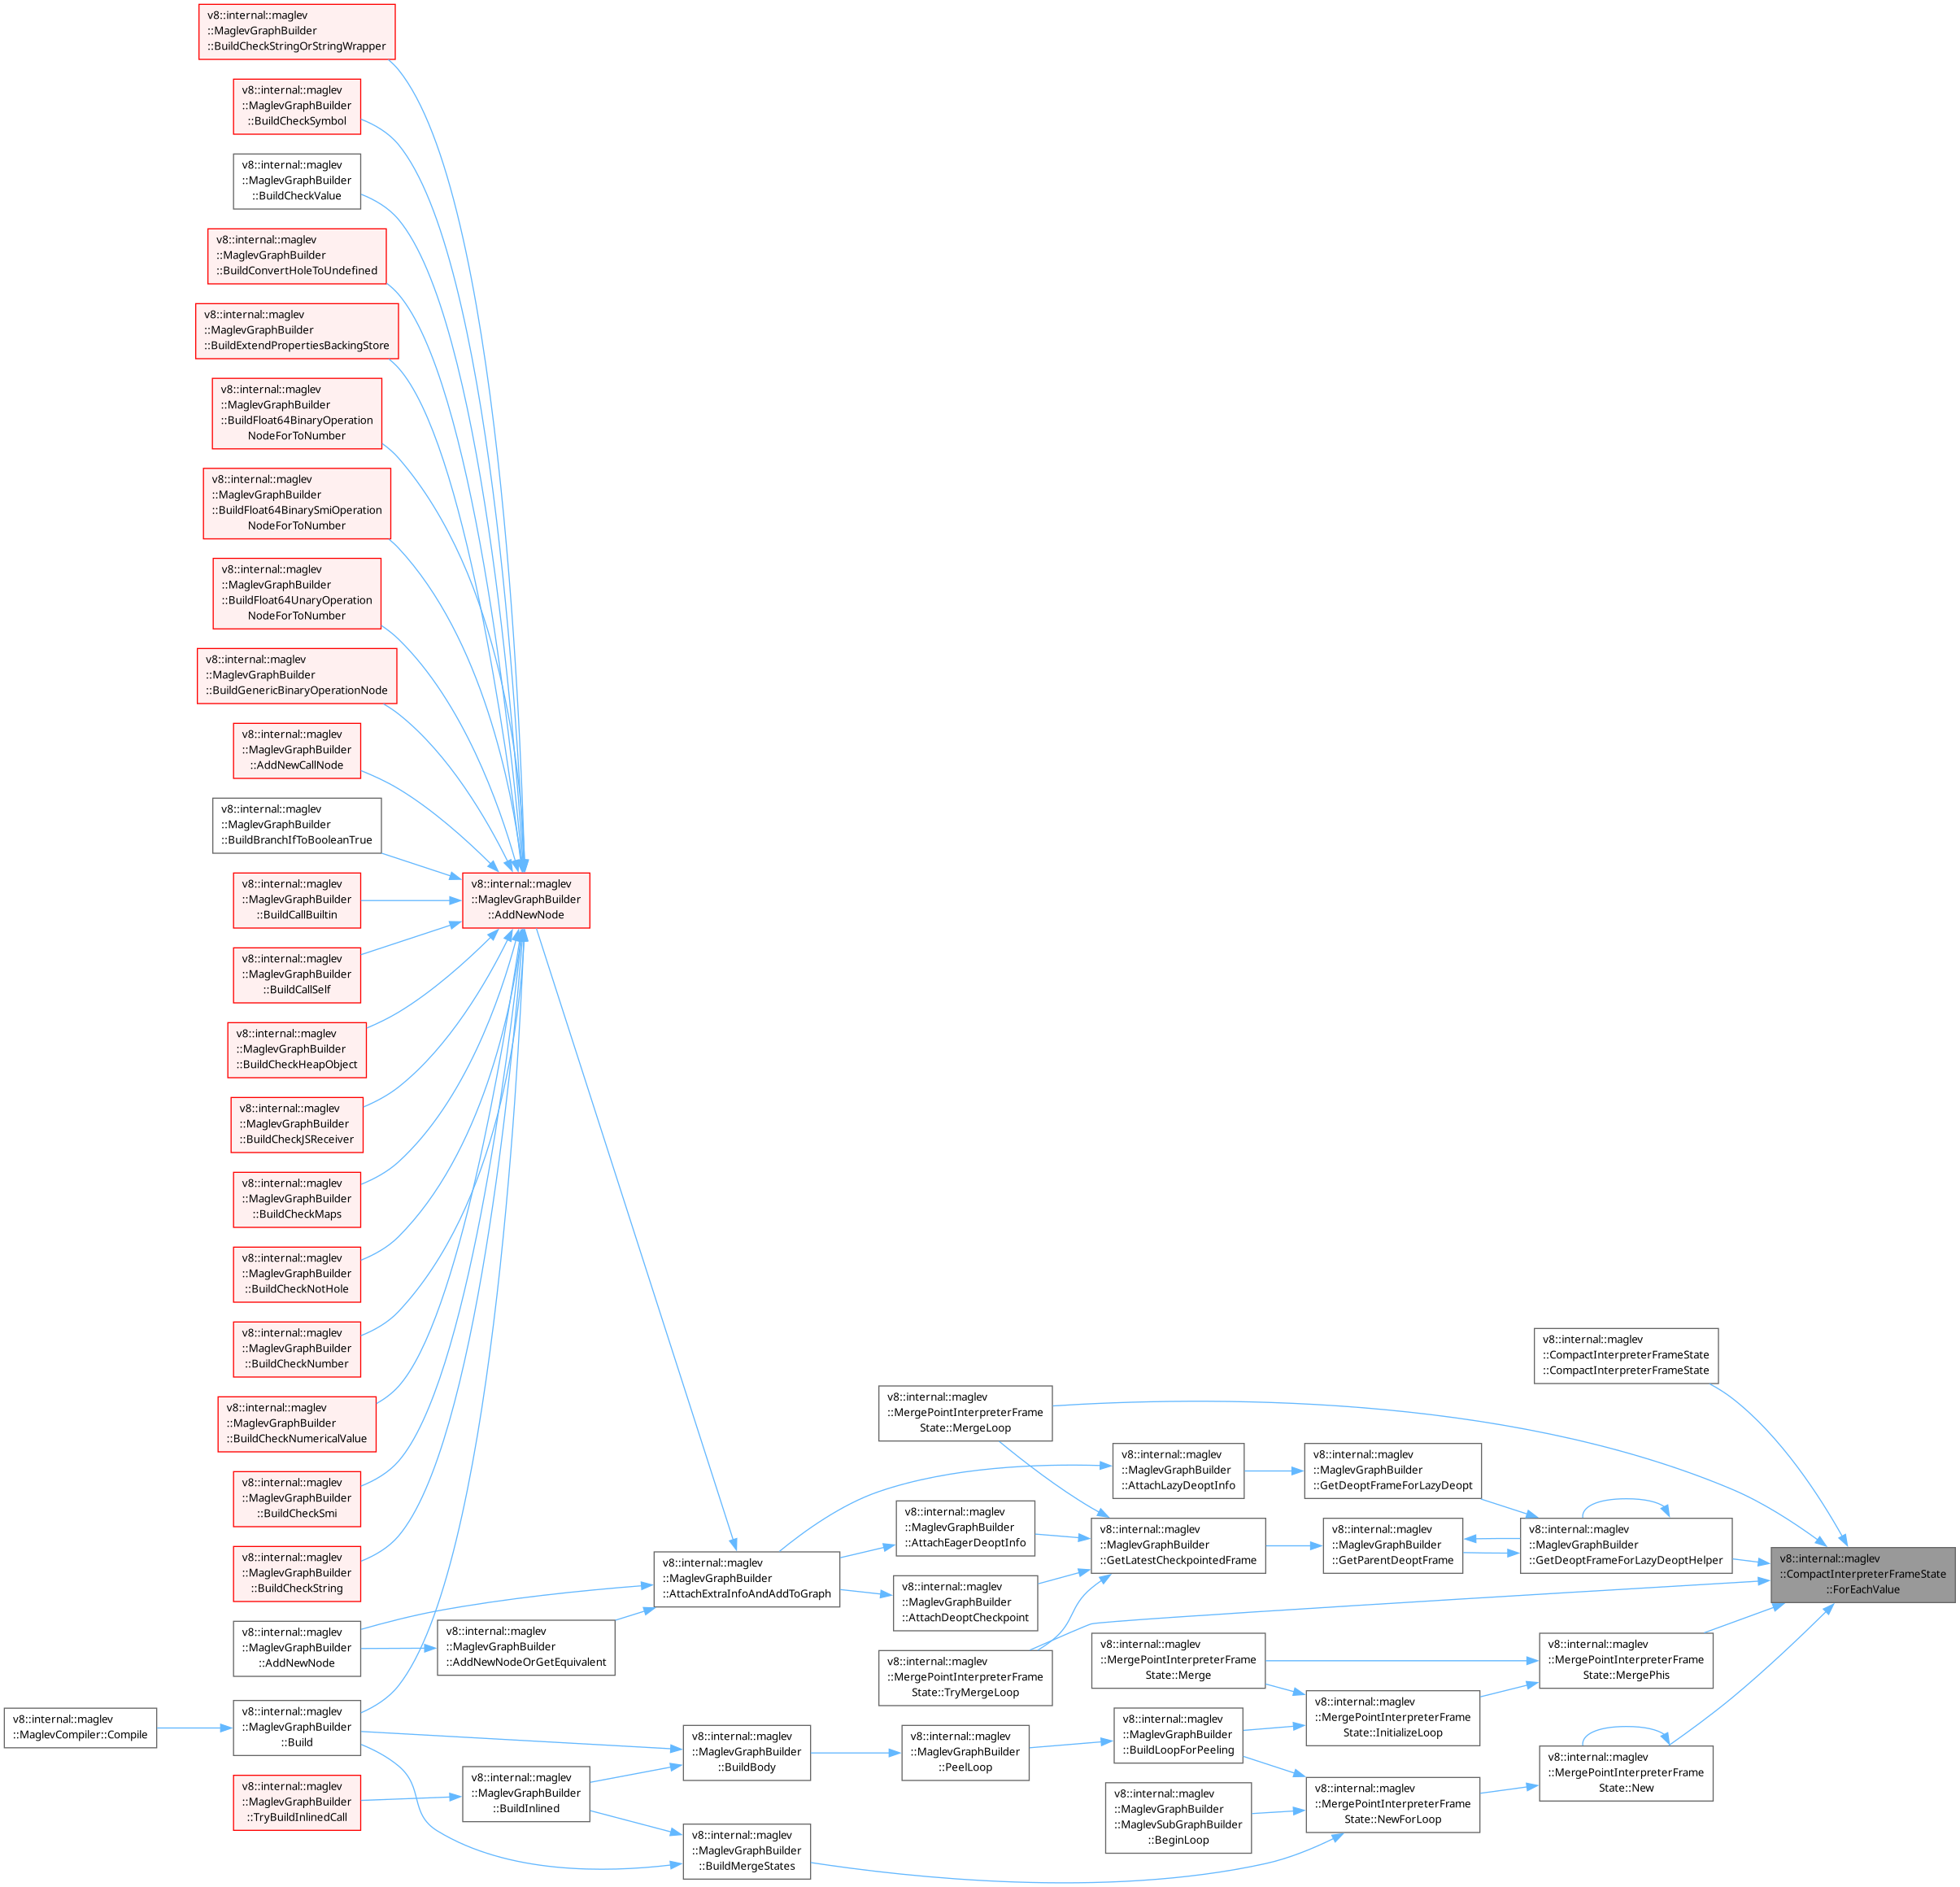 v8::internal::maglev
::MaglevGraphBuilder
::BuildCheckStringOrStringWrapper
v8::internal::maglev
::MaglevGraphBuilder
::BuildCheckSymbol
v8::internal::maglev
::MaglevGraphBuilder
::BuildCheckValue
v8::internal::maglev
::MaglevGraphBuilder
::BuildConvertHoleToUndefined
v8::internal::maglev
::MaglevGraphBuilder
::BuildExtendPropertiesBackingStore
v8::internal::maglev
::MaglevGraphBuilder
::BuildFloat64BinaryOperation
NodeForToNumber
v8::internal::maglev
::MaglevGraphBuilder
::BuildFloat64BinarySmiOperation
NodeForToNumber
v8::internal::maglev
::MaglevGraphBuilder
::BuildFloat64UnaryOperation
NodeForToNumber
v8::internal::maglev
::MaglevGraphBuilder
::BuildGenericBinaryOperationNode
v8::internal::maglev
::MaglevGraphBuilder
::AddNewCallNode
v8::internal::maglev
::MaglevGraphBuilder
::BuildBranchIfToBooleanTrue
v8::internal::maglev
::MaglevGraphBuilder
::BuildCallBuiltin
v8::internal::maglev
::MaglevGraphBuilder
::AddNewNode
v8::internal::maglev
::MaglevGraphBuilder
::BuildCallSelf
v8::internal::maglev
::MaglevGraphBuilder
::BuildCheckHeapObject
v8::internal::maglev
::MaglevGraphBuilder
::BuildCheckJSReceiver
v8::internal::maglev
::MaglevGraphBuilder
::BuildCheckMaps
v8::internal::maglev
::MaglevGraphBuilder
::BuildCheckNotHole
v8::internal::maglev
::MaglevGraphBuilder
::BuildCheckNumber
v8::internal::maglev
::MaglevGraphBuilder
::BuildCheckNumericalValue
v8::internal::maglev
::MaglevGraphBuilder
::BuildCheckSmi
v8::internal::maglev
::MaglevGraphBuilder
::BuildCheckString
v8::internal::maglev
::MaglevGraphBuilder
::AddNewNode
v8::internal::maglev
::MaglevGraphBuilder
::Build
v8::internal::maglev
::MaglevCompiler::Compile
v8::internal::maglev
::MaglevGraphBuilder
::TryBuildInlinedCall
v8::internal::maglev
::MaglevGraphBuilder
::AddNewNodeOrGetEquivalent
v8::internal::maglev
::MaglevGraphBuilder
::BuildInlined
v8::internal::maglev
::MaglevGraphBuilder
::AttachExtraInfoAndAddToGraph
v8::internal::maglev
::MaglevGraphBuilder
::BuildBody
v8::internal::maglev
::MaglevGraphBuilder
::BuildMergeStates
v8::internal::maglev
::MergePointInterpreterFrame
State::MergeLoop
v8::internal::maglev
::MaglevGraphBuilder
::AttachEagerDeoptInfo
v8::internal::maglev
::MaglevGraphBuilder
::AttachDeoptCheckpoint
v8::internal::maglev
::MergePointInterpreterFrame
State::TryMergeLoop
v8::internal::maglev
::MaglevGraphBuilder
::PeelLoop
v8::internal::maglev
::MaglevGraphBuilder
::AttachLazyDeoptInfo
v8::internal::maglev
::MaglevGraphBuilder
::GetLatestCheckpointedFrame
v8::internal::maglev
::MergePointInterpreterFrame
State::Merge
v8::internal::maglev
::MaglevGraphBuilder
::BuildLoopForPeeling
v8::internal::maglev
::MaglevGraphBuilder
::MaglevSubGraphBuilder
::BeginLoop
v8::internal::maglev
::MaglevGraphBuilder
::GetDeoptFrameForLazyDeopt
v8::internal::maglev
::MaglevGraphBuilder
::GetParentDeoptFrame
v8::internal::maglev
::MergePointInterpreterFrame
State::InitializeLoop
v8::internal::maglev
::MergePointInterpreterFrame
State::NewForLoop
v8::internal::maglev
::CompactInterpreterFrameState
::CompactInterpreterFrameState
v8::internal::maglev
::MaglevGraphBuilder
::GetDeoptFrameForLazyDeoptHelper
v8::internal::maglev
::MergePointInterpreterFrame
State::MergePhis
v8::internal::maglev
::MergePointInterpreterFrame
State::New
v8::internal::maglev
::CompactInterpreterFrameState
::ForEachValue